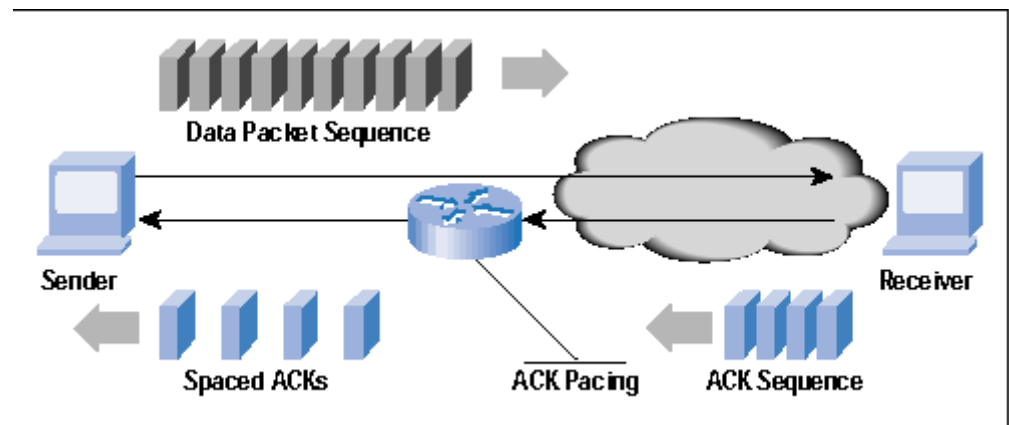 Data Packet Sequence
Sender
Receiver
Spaced ACKs
ACK Pacing
ACK Sequence